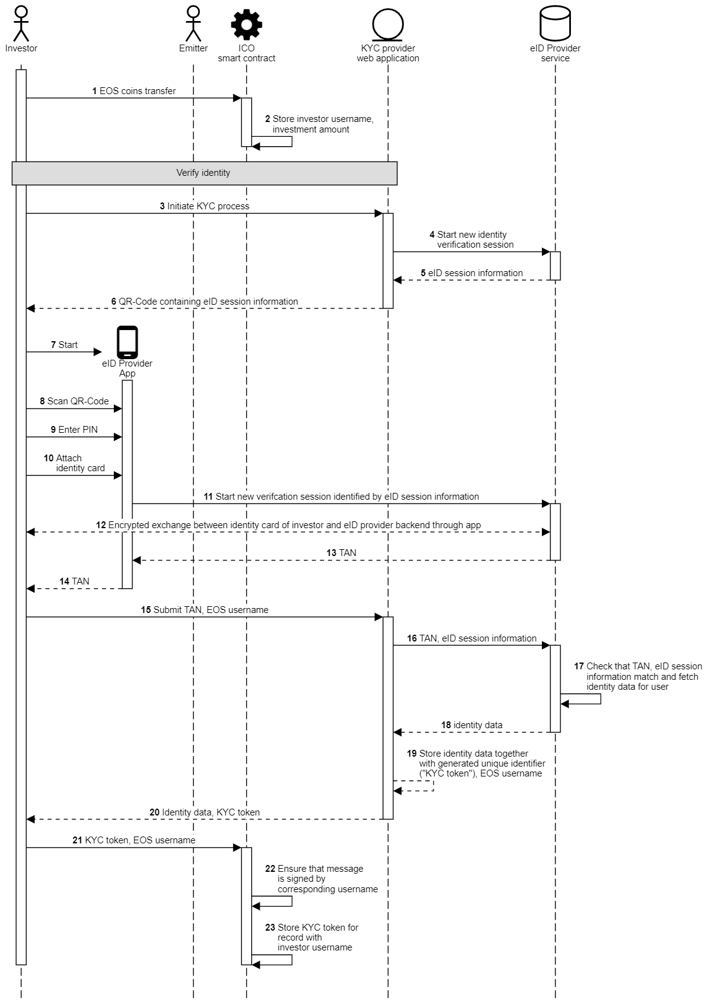 Investor
Emitter
ICO
smart contract
KYC provider
web application
eID Provider
service
1 EOS coins transfer
2 Store investor username,
investment amount
Verify identity
3 Initiate KYC process
4 Start new identity
verification session
5 eID session information
6 QR-Code containing eID session information
7 Start
eID Provider
App
8 Scan QR-Code
9 Enter PIN
10 Attach
identity card
11 Start new verifcation session identified by eID session information
12 Encrypted exchange between identity card of investor and eID provider backend through app
13 TAN
14 TAN
15 Submit TAN, EOS username
16 TAN, eID session information
17 Check that TAN, eID session
information match and fetch
identity data for user
18 identity data
19 Store identity data together
with generated unique identifier
("KYC token"), EOS username
20 Identity data, KYC token
21 KYC token, EOS username
22 Ensure that message
is signed by
corresponding username
23 Store KYC token for
record with
investor username